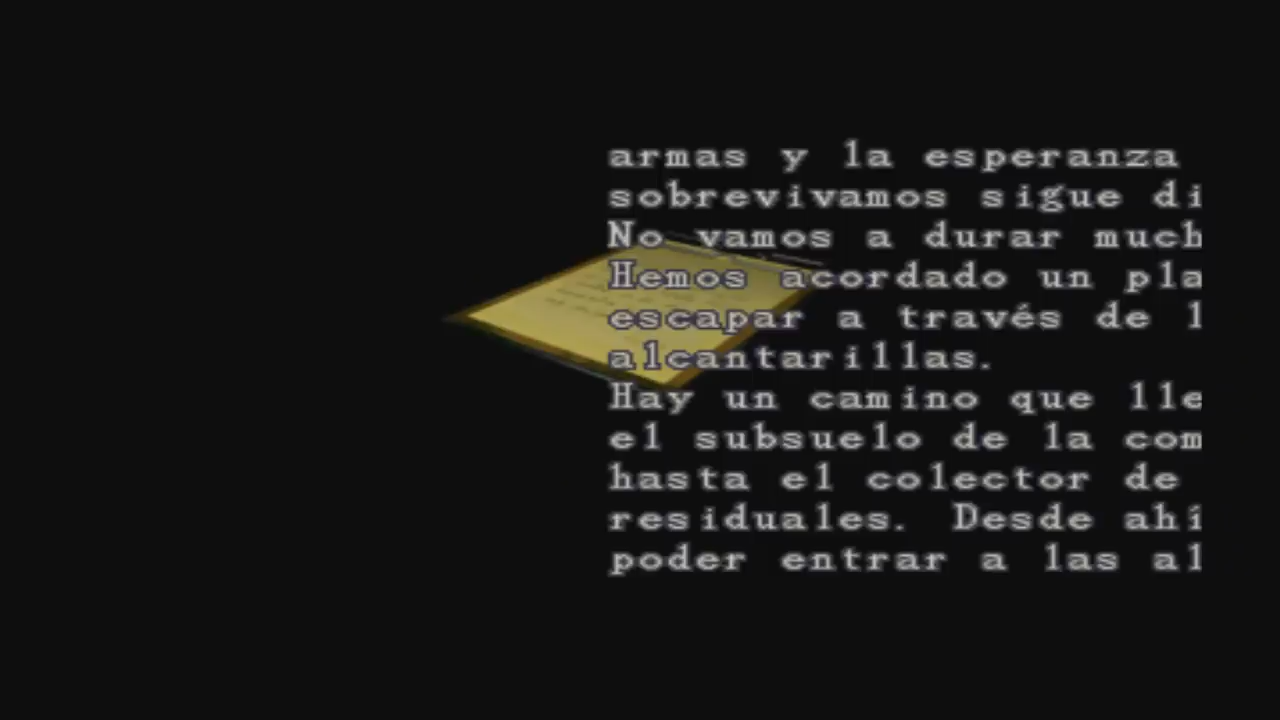 armas y la esperanza
sobrevivamos sigue di
No vamos a durar much
Hemos acordado un pla
escapar a través de l
alcantarillas.
Hay un camino que lle
el subsuelo de la com
hasta el colector de
residuales. Desde ahí
poder entrar a las al